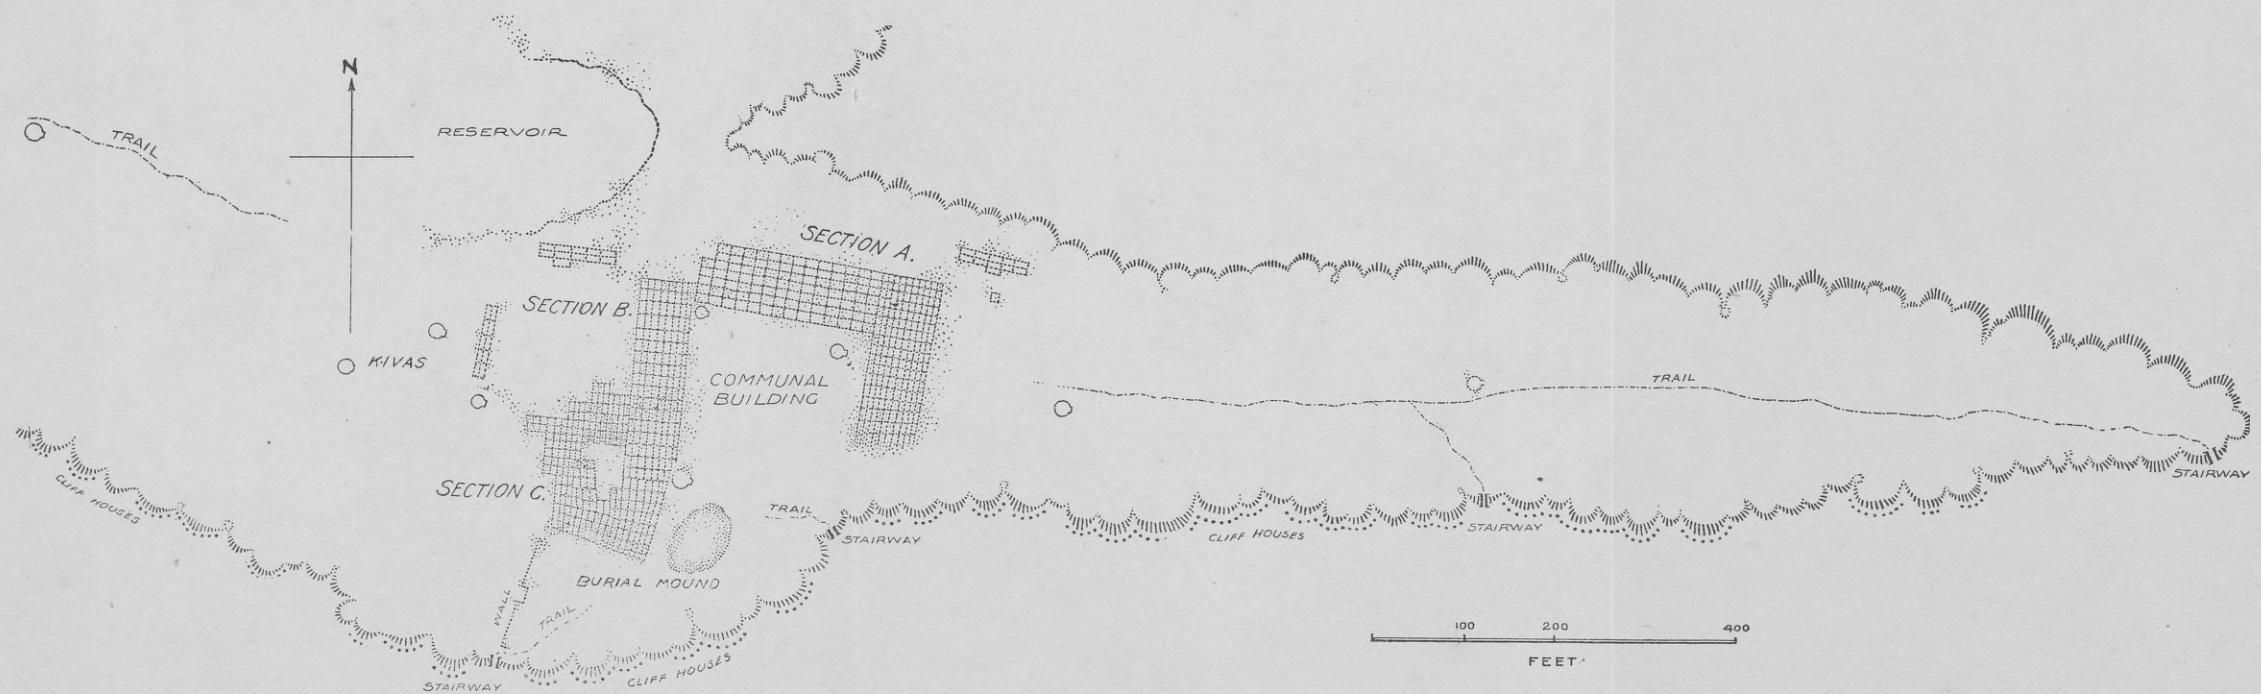 N
TRAIL
RESERVOIR
SECTION A.
SECTION B.
KIVAS
COMMUNAL
BUILDING
TRAIL
SECTION C.
CLIFF HOUSES
TRAIL
STAIRWAY
STAIRWAY
STAIRWAY
CLIFF HOUSES
BURIAL MOUND
WALL
TRAIL
CLIFF HOUSES
STAIRWAY
100 200 400
FEET